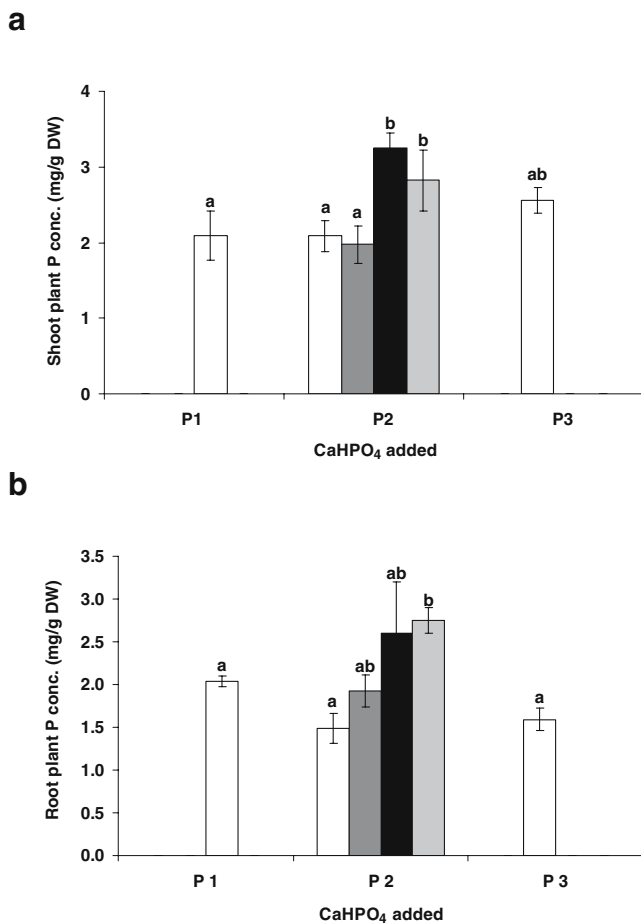 a
Shoot plant P conc. (mg/g DW)
4
3
2
1
0
a
a
a
b
b
ab
P1
P2
P3
CaHPO₄ added
b
Root plant P conc. (mg/g DW)
3.5
3.0
2.5
2.0
1.5
1.0
0.5
0.0
a
a
ab
ab
b
a
P 1
P 2
P 3
CaHPO₄ added